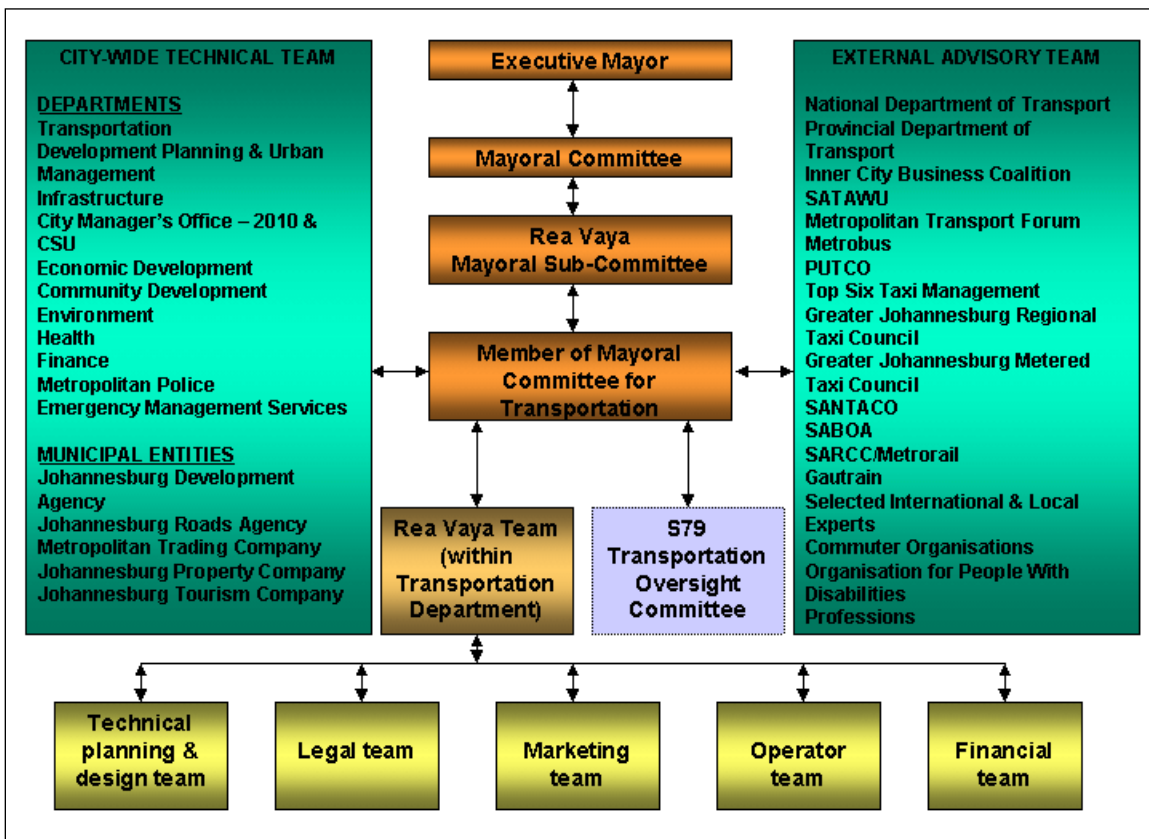 CITY-WIDE TECHNICAL TEAM
DEPARTMENTS
Transportation
Development Planning & Urban
Management
Infrastructure
City Manager's Office – 2010 &
CSU
Economic Development
Community Development
Environment
Health
Finance
Metropolitan Police
Emergency Management Services
MUNICIPAL ENTITIES
Johannesburg Development
Agency
Johannesburg Roads Agency
Metropolitan Trading Company
Johannesburg Property Company
Johannesburg Tourism Company
Executive Mayor
Mayoral Committee
Rea Vaya
Mayoral Sub-Committee
Member of Mayoral
Committee for
Transportation
Rea Vaya Team
(within
Transportation
Department)
S79
Transportation
Oversight
Committee
EXTERNAL ADVISORY TEAM
National Department of Transport
Provincial Department of
Transport
Inner City Business Coalition
SATAWU
Metropolitan Transport Forum
Metrobus
PUTCO
Top Six Taxi Management
Greater Johannesburg Regional
Taxi Council
Greater Johannesburg Metered
Taxi Council
SANTACO
SABOA
SARCC/Metrorail
Gautrain
Selected International & Local
Experts
Commuter Organisations
Organisation for People With
Disabilities
Professions
Technical
planning &
design team
Legal team
Marketing
team
Operator
team
Financial
team